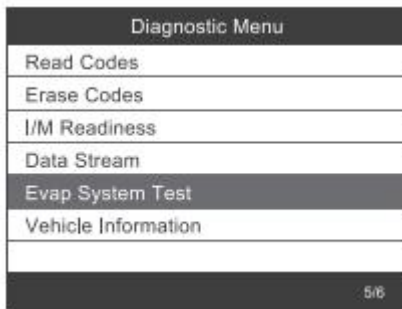 Diagnostic Menu
Read Codes
Erase Codes
I/M Readiness
Data Stream
Evap System Test
Vehicle Information
5/6